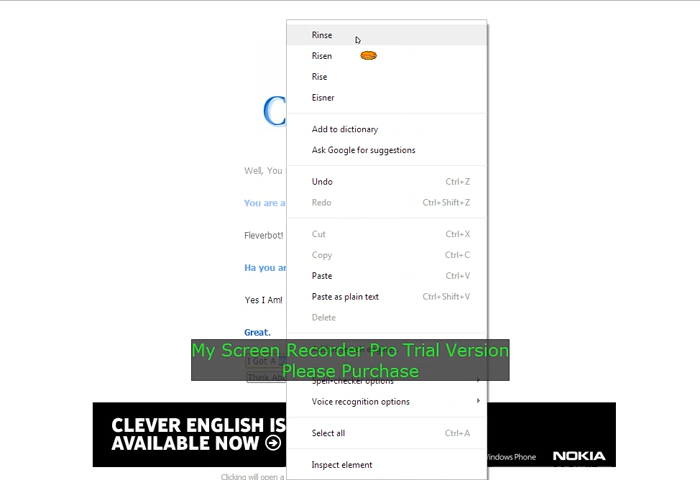 Rinse
Risen
Rise
Eisner
Add to dictionary
Ask Google for suggestions
Undo Ctrl+Z
Redo Ctrl+Shift+Z
Cut Ctrl+X
Copy Ctrl+C
Paste Ctrl+V
Paste as plain text Ctrl+Shift+V
Delete
Spell-checker options
Voice recognition options
Select all Ctrl+A
Inspect element
C
Well, You
You are a
Fleverbot!
Ha you ar
Yes I Am!
Great.
My Screen Recorder Pro Trial Version
Please Purchase
I Got A
Think Ab
CLEVER ENGLISH IS
AVAILABLE NOW
Windows Phone NOKIA
Clicking will open a